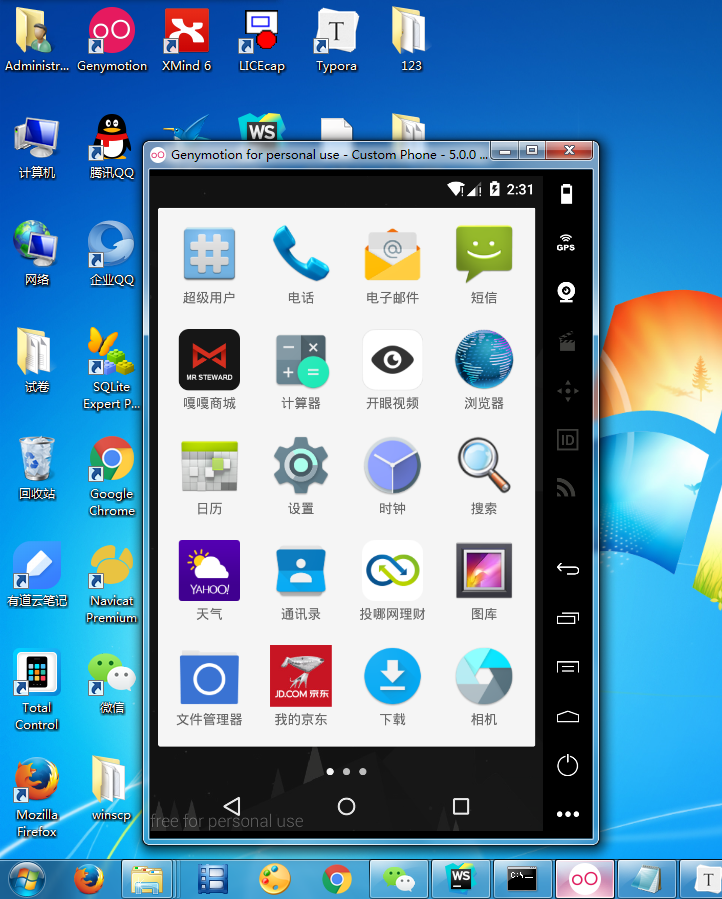 Administr...
Genymotion
XMind 6
LICEcap
Typora
123
T
WS
计算机
腾讯QQ
Genymotion for personal use - Custom Phone - 5.0.0 ...
2:31
GPS
ID
超级用户
电话
电子邮件
短信
MR STEWARD
嘎嘎商城
计算器
开眼视频
浏览器
日历
设置
时钟
搜索
YAHOO!
天气
通讯录
投哪网理财
图库
JD.COM 京东
文件管理器
我的京东
下载
相机
free for personal use
网络
企业QQ
试卷
SQLite
Expert P...
回收站
Google
Chrome
有道云笔记
Navicat
Premium
Total
Control
微信
Mozilla
Firefox
winscp
WS
C:\.
T